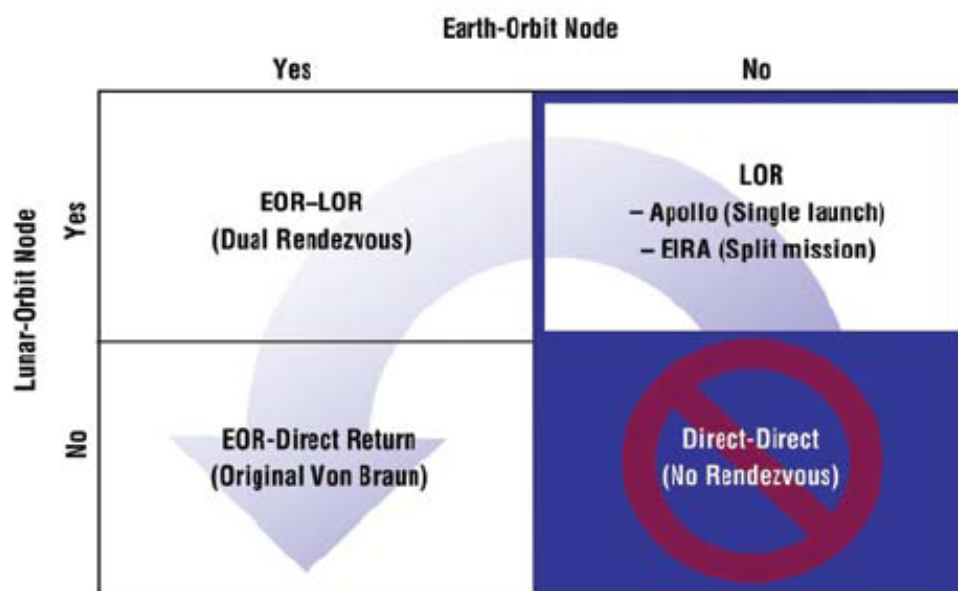 Earth-Orbit Node
Yes
No
Lunar-Orbit Node
Yes
EOR–LOR
(Dual Rendezvous)
LOR
– Apollo (Single launch)
– EIRA (Split mission)
No
EOR-Direct Return
(Original Von Braun)
Direct-Direct
(No Rendezvous)